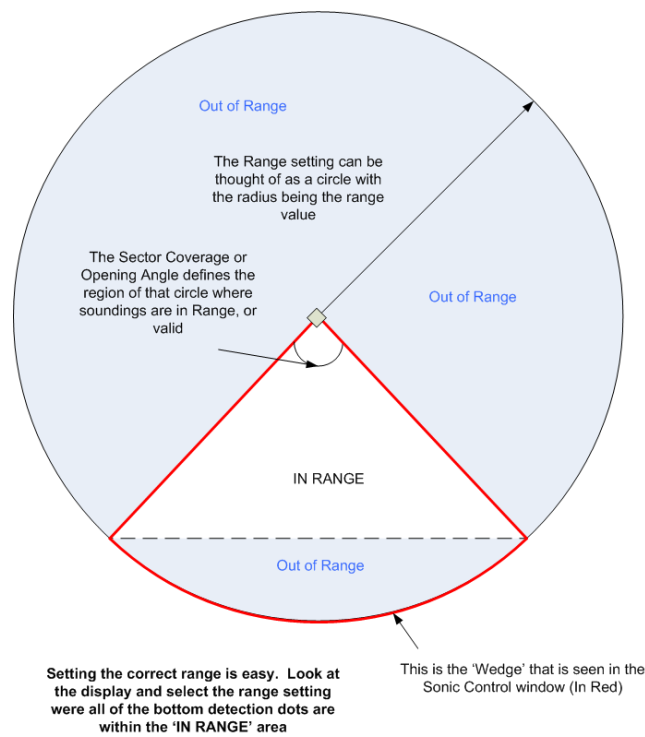 Out of Range
The Range setting can be
thought of as a circle with
the radius being the range
value
The Sector Coverage or
Opening Angle defines the
region of that circle where
soundings are in Range, or
valid
Out of Range
IN RANGE
Out of Range
Setting the correct range is easy. Look at
the display and select the range setting
were all of the bottom detection dots are
within the ‘IN RANGE’ area
This is the ‘Wedge’ that is seen in the
Sonic Control window (In Red)